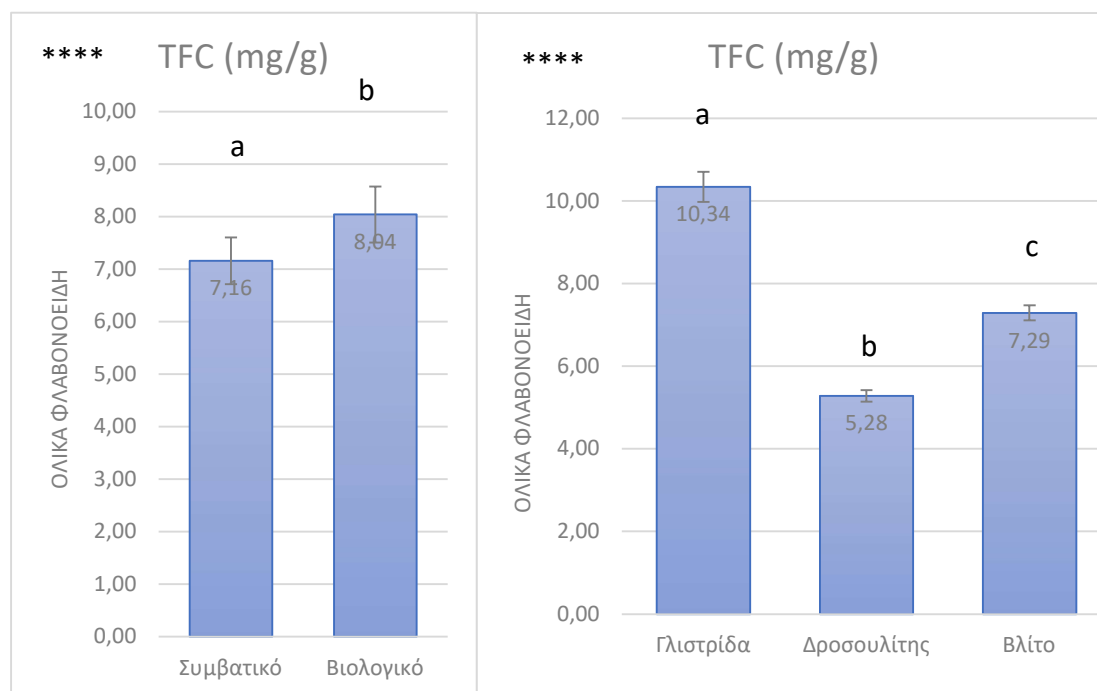 **** TFC (mg/g)
b
10,00
a
9,00
8,00
8,04
7,00
7,16
6,00
5,00
4,00
3,00
2,00
1,00
0,00
ΟΛΙΚΑ ΦΛΑΒΟΝΟΕΙΔΗ
Συμβατικό Βιολογικό
**** TFC (mg/g)
12,00
a
10,00
10,34
8,00
c
7,29
6,00
b
5,28
4,00
2,00
0,00
ΟΛΙΚΑ ΦΛΑΒΟΝΟΕΙΔΗ
Γλιστρίδα Δροσουλίτης Βλίτο